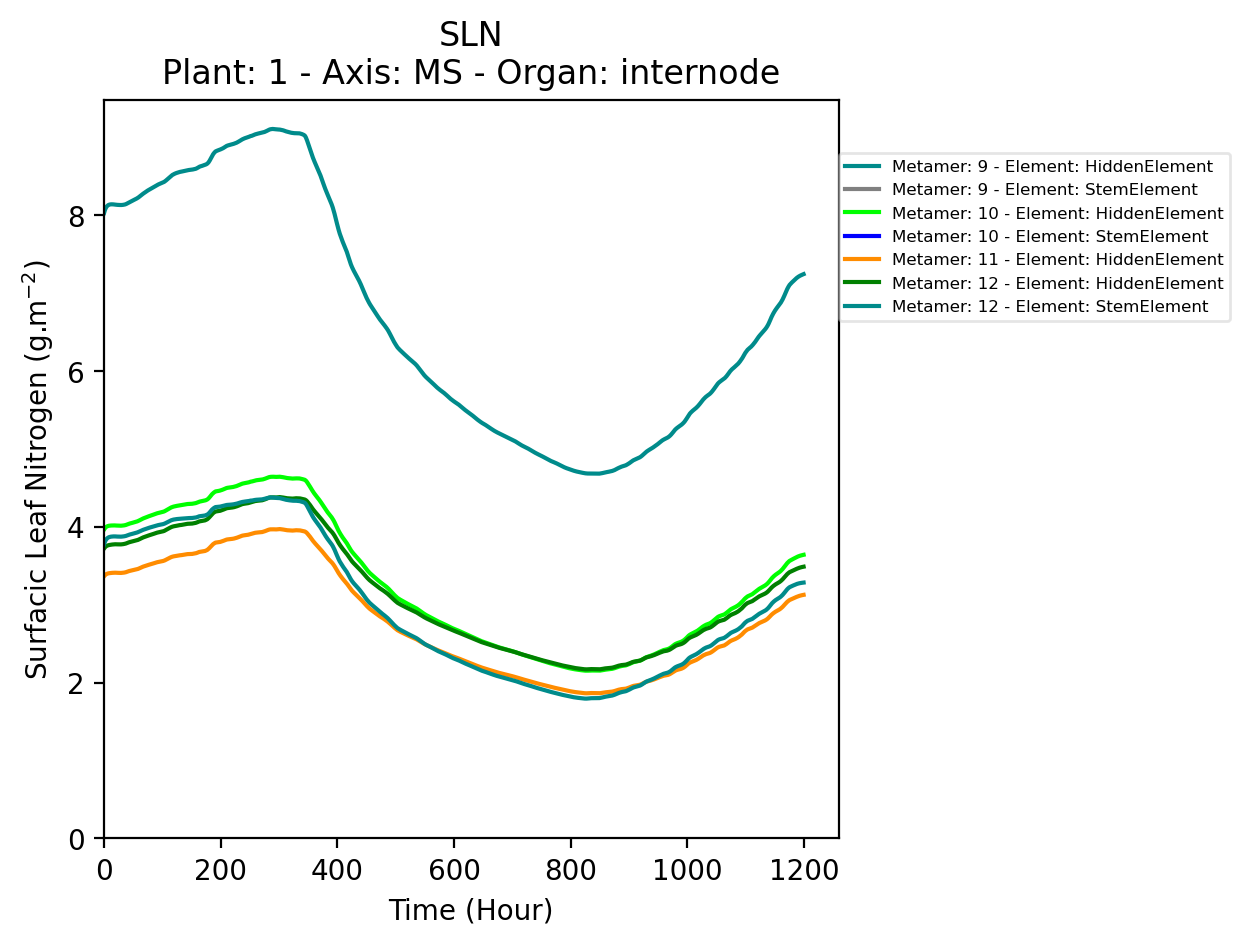 SLN
Plant: 1 - Axis: MS - Organ: internode
Surfacic Leaf Nitrogen (g.m⁻²)
8
6
4
2
0
0 200 400 600 800 1000 1200
Time (Hour)
Metamer: 9 - Element: HiddenElement
Metamer: 9 - Element: StemElement
Metamer: 10 - Element: HiddenElement
Metamer: 10 - Element: StemElement
Metamer: 11 - Element: HiddenElement
Metamer: 12 - Element: HiddenElement
Metamer: 12 - Element: StemElement